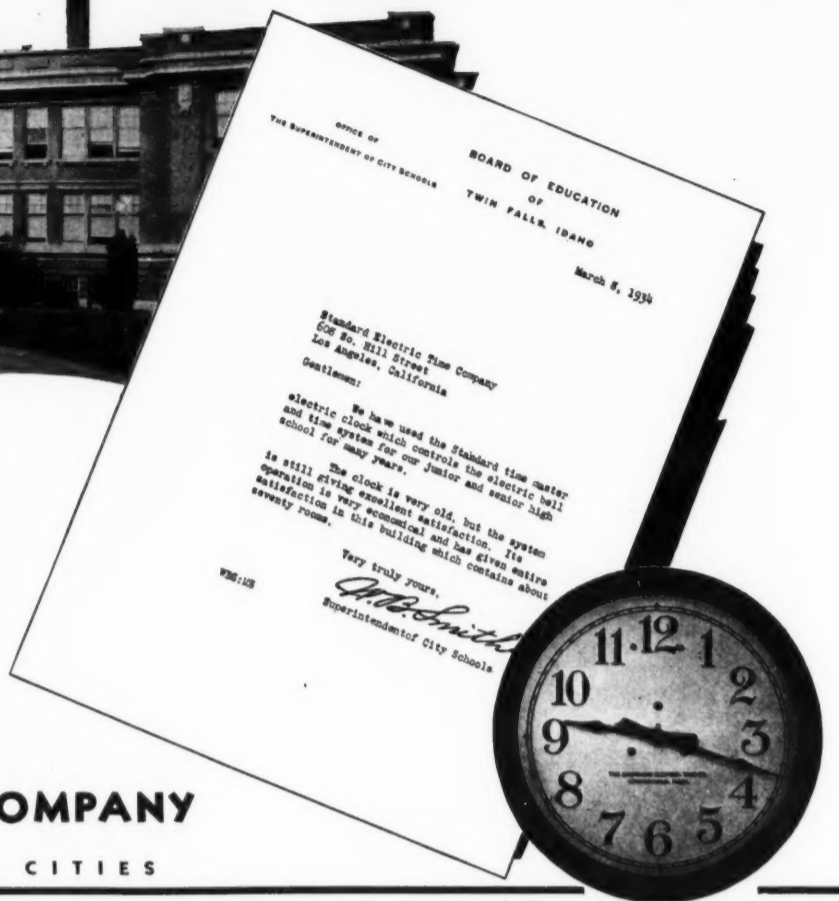 OFFICE OF
THE SUPERINTENDENT OF CITY SCHOOLS
BOARD OF EDUCATION
OF
TWIN FALLS, IDAHO
March 8, 1934
Standard Electric Time Company
608 So. Hill Street
Los Angeles, California
Gentlemen:
We have used the Standard time master
electric clock which controls the electric bell
and time system for our junior and senior high
school for many years.
The clock is very old, but the system
is still giving excellent satisfaction. Its
operation is very economical and has given entire
satisfaction in this building which contains about
seventy rooms.
Very truly yours,
W.B. Smith
Superintendentof City Schools
WBS:
11 12 1
10 2
9 3
8 4
7 6 5
OMPANY
CITIES